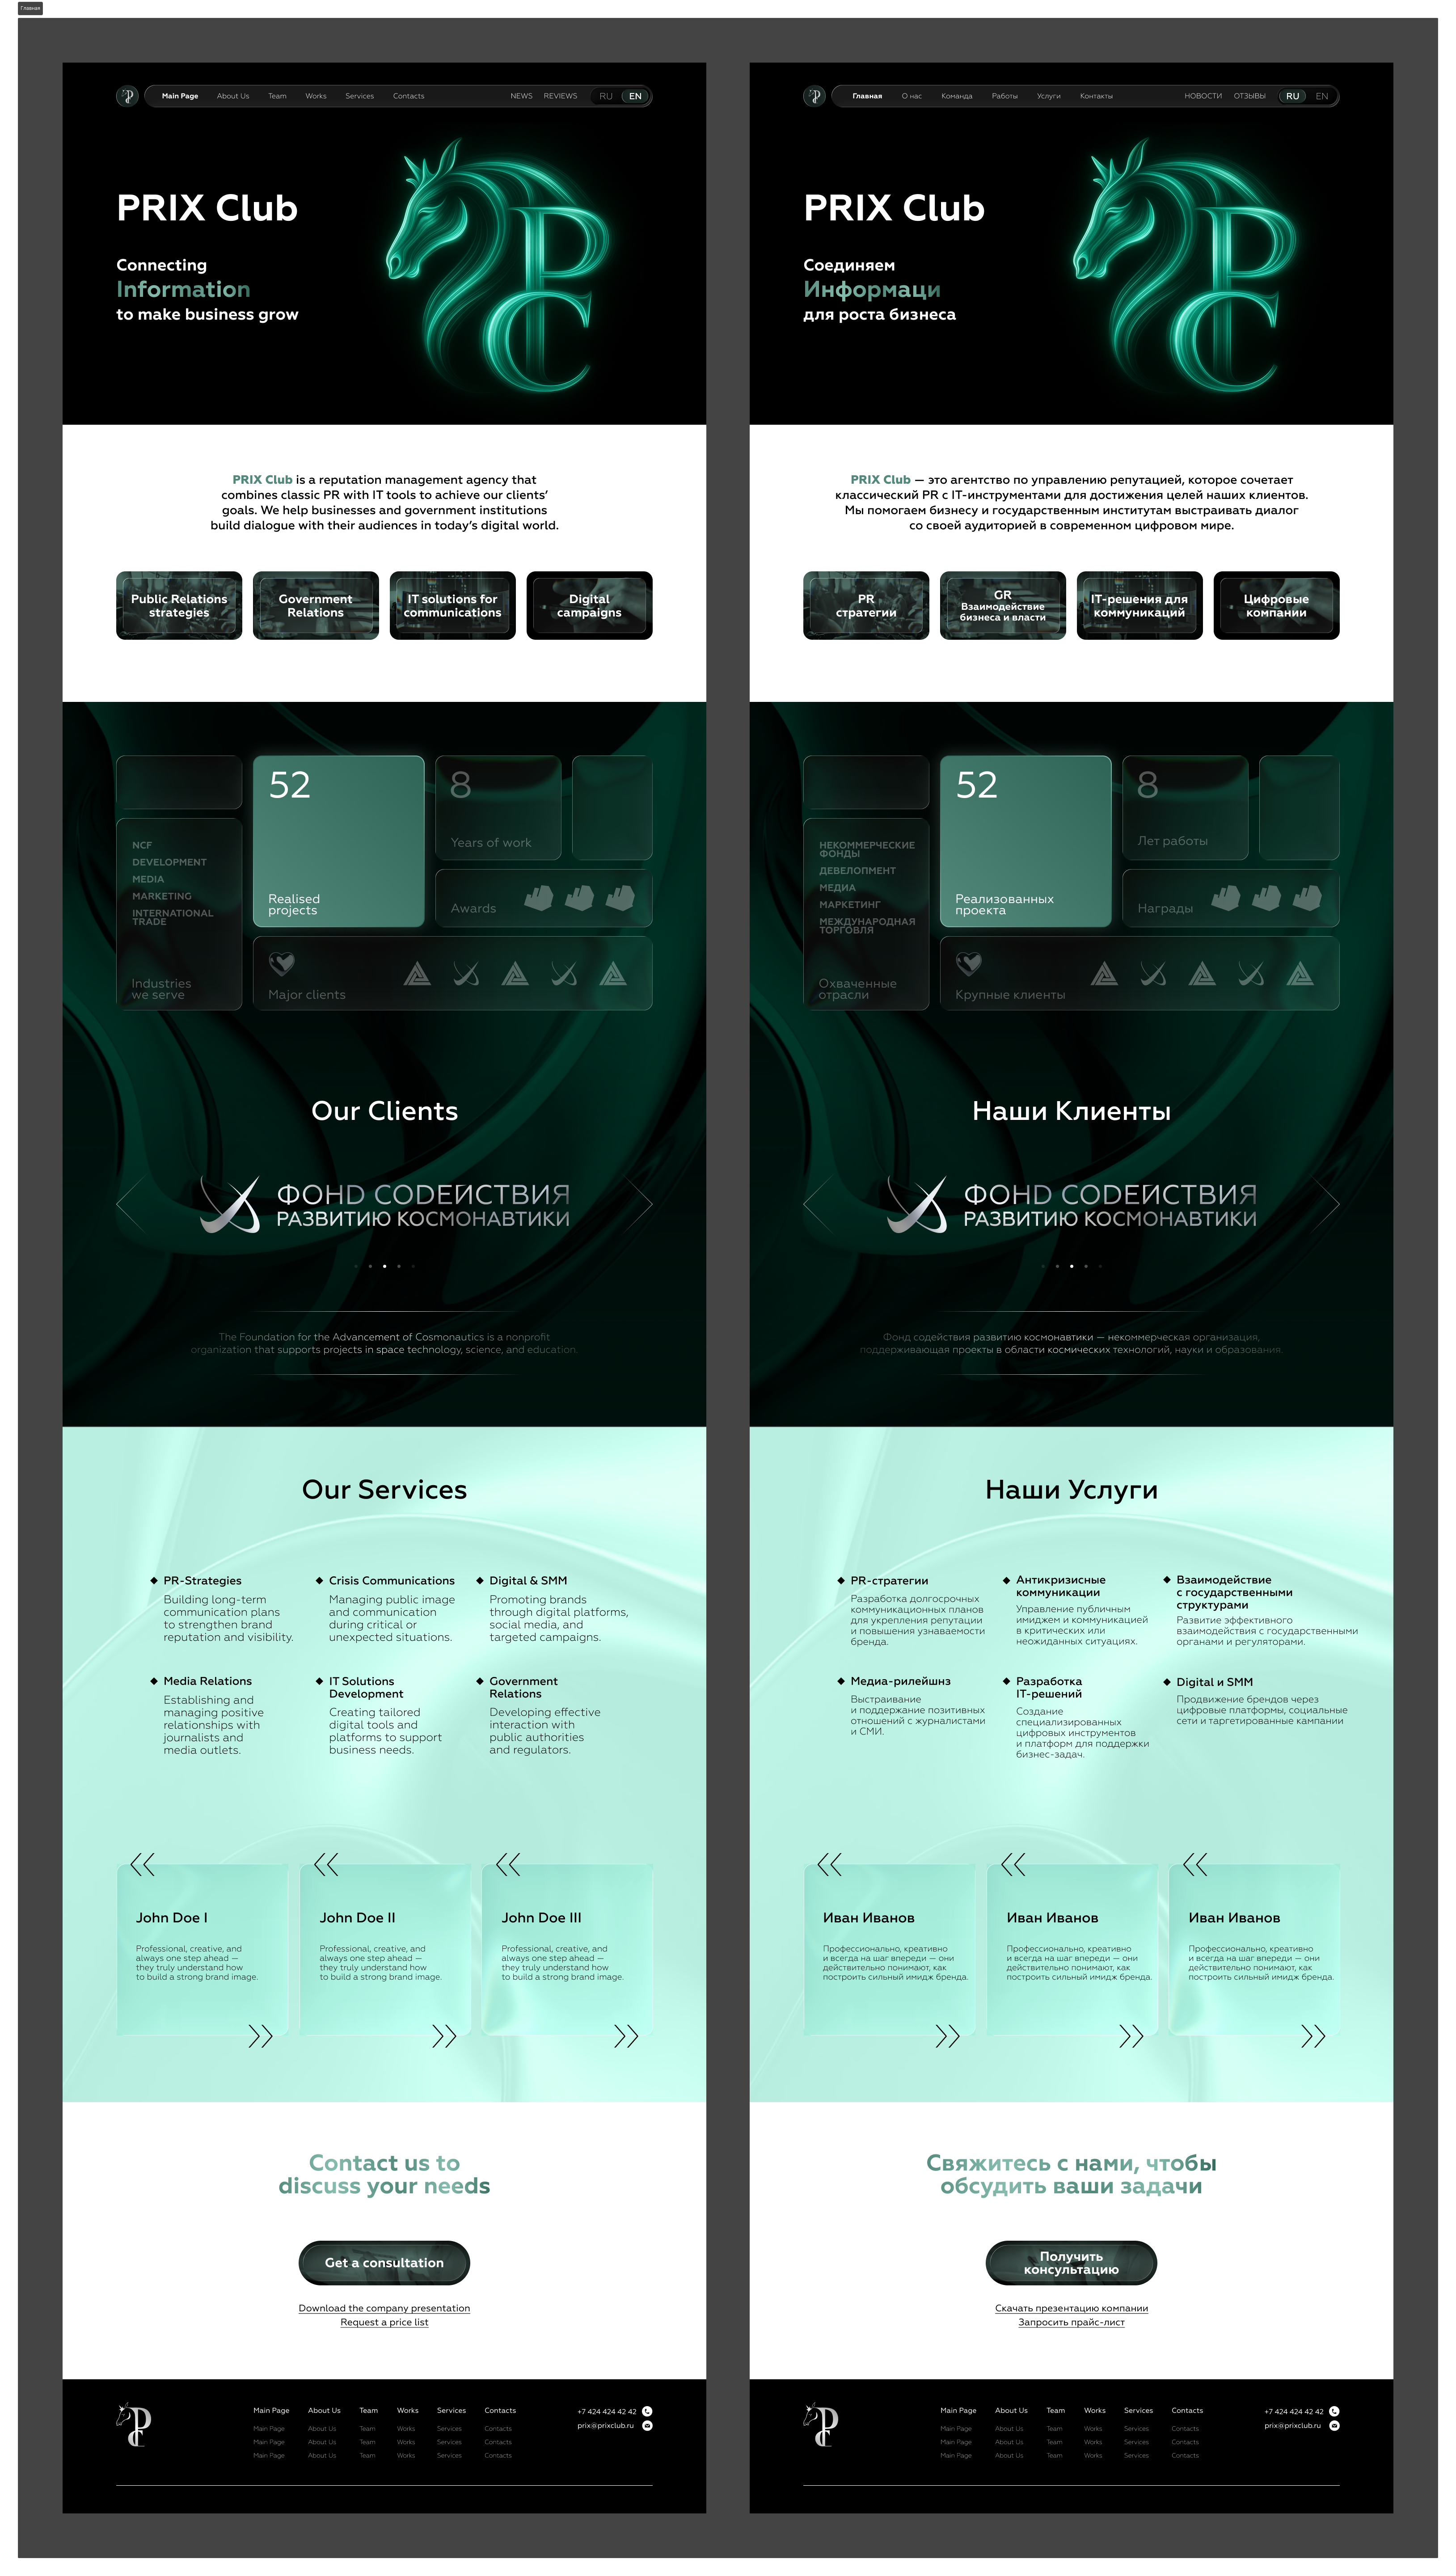 Главная
Main Page
About Us
Team
Works
Services
Contacts
NEWS
REVIEWS
RU
EN
PRIX Club
Connecting
Information
to make business grow
PRIX Club is a reputation management agency that
combines classic PR with IT tools to achieve our clients’
goals. We help businesses and government institutions
build dialogue with their audiences in today’s digital world.
Public Relations
strategies
Government
Relations
IT solutions for
communications
Digital
campaigns
52
Realised
projects
8
Years of work
NCF
DEVELOPMENT
MEDIA
MARKETING
INTERNATIONAL
TRADE
Industries
we serve
Awards
Major clients
Our Clients
ФОНD СОDЕЙСТВИЯ
РАЗВИТИЮ КОСМОНАВТИКИ
The Foundation for the Advancement of Cosmonautics is a nonprofit
organization that supports projects in space technology, science, and education.
Our Services
PR-Strategies
Building long-term
communication plans
to strengthen brand
reputation and visibility.
Crisis Communications
Managing public image
and communication
during critical or
unexpected situations.
Digital & SMM
Promoting brands
through digital platforms,
social media, and
targeted campaigns.
Media Relations
Establishing and
managing positive
relationships with
journalists and
media outlets.
IT Solutions
Development
Creating tailored
digital tools and
platforms to support
business needs.
Government
Relations
Developing effective
interaction with
public authorities
and regulators.
John Doe I
Professional, creative, and
always one step ahead —
they truly understand how
to build a strong brand image.
John Doe II
Professional, creative, and
always one step ahead —
they truly understand how
to build a strong brand image.
John Doe III
Professional, creative, and
always one step ahead —
they truly understand how
to build a strong brand image.
Contact us to
discuss your needs
Get a consultation
Download the company presentation
Request a price list
Main Page About Us Team Works Services Contacts
Main Page About Us Team Works Services Contacts
Main Page About Us Team Works Services Contacts
Main Page About Us Team Works Services Contacts
+7 424 424 42 42
prix@prixclub.ru
Главная
О нас
Команда
Работы
Услуги
Контакты
НОВОСТИ
ОТЗЫВЫ
RU
EN
PRIX Club
Соединяем
Информаци
для роста бизнеса
PRIX Club — это агентство по управлению репутацией, которое сочетает
классический PR с IT-инструментами для достижения целей наших клиентов.
Мы помогаем бизнесу и государственным институтам выстраивать диалог
со своей аудиторией в современном цифровом мире.
PR
стратегии
GR
Взаимодействие
бизнеса и власти
IT-решения для
коммуникаций
Цифровые
компании
52
Реализованных
проекта
8
Лет работы
НЕКОММЕРЧЕСКИЕ
ФОНДЫ
ДЕВЕЛОПМЕНТ
МЕДИА
МАРКЕТИНГ
МЕЖДУНАРОДНАЯ
ТОРГОВЛЯ
Охваченные
отрасли
Награды
Крупные клиенты
Наши Клиенты
ФОНD СОDЕЙСТВИЯ
РАЗВИТИЮ КОСМОНАВТИКИ
Фонд содействия развитию космонавтики — некоммерческая организация,
поддерживающая проекты в области космических технологий, науки и образования.
Наши Услуги
PR-стратегии
Разработка долгосрочных
коммуникационных планов
для укрепления репутации
и повышения узнаваемости
бренда.
Антикризисные
коммуникации
Управление публичным
имиджем и коммуникацией
в критических или
неожиданных ситуациях.
Взаимодействие
с государственными
структурами
Развитие эффективного
взаимодействия с государственными
органами и регуляторами.
Медиа-рилейшнз
Выстраивание
и поддержание позитивных
отношений с журналистами
и СМИ.
Разработка
IT-решений
Создание
специализированных
цифровых инструментов
и платформ для поддержки
бизнес-задач.
Digital и SMM
Продвижение брендов через
цифровые платформы, социальные
сети и таргетированные кампании
Иван Иванов
Профессионально, креативно
и всегда на шаг впереди — они
действительно понимают, как
построить сильный имидж бренда.
Иван Иванов
Профессионально, креативно
и всегда на шаг впереди — они
действительно понимают, как
построить сильный имидж бренда.
Иван Иванов
Профессионально, креативно
и всегда на шаг впереди — они
действительно понимают, как
построить сильный имидж бренда.
Свяжитесь с нами, чтобы
обсудить ваши задачи
Получить
консультацию
Скачать презентацию компании
Запросить прайс-лист
Main Page About Us Team Works Services Contacts
Main Page About Us Team Works Services Contacts
Main Page About Us Team Works Services Contacts
Main Page About Us Team Works Services Contacts
+7 424 424 42 42
prix@prixclub.ru